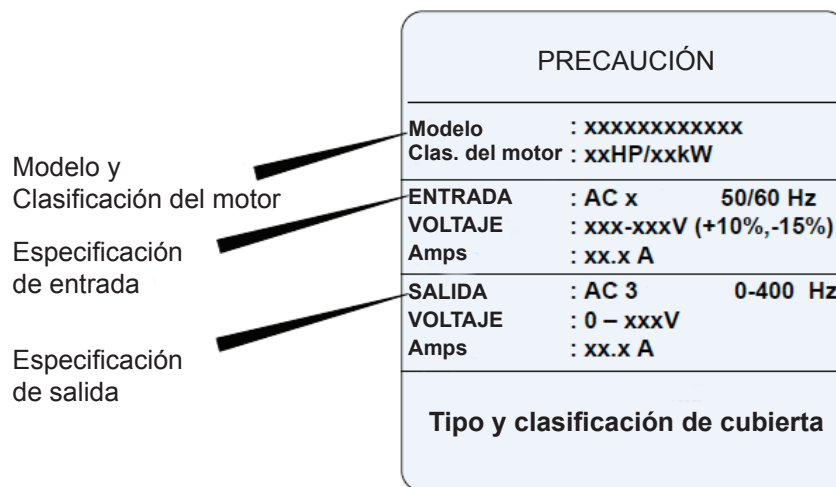 PRECAUCIÓN
Modelo : xxxxxxxxxxxx
Clas. del motor : xxHP/xxkW
Modelo y
Clasificación del motor
ENTRADA : AC x 50/60 Hz
VOLTAJE : xxx-xxxV (+10%,-15%)
Amps : xx.x A
Especificación
de entrada
SALIDA : AC 3 0-400 Hz
VOLTAJE : 0 – xxxV
Amps : xx.x A
Especificación
de salida
Tipo y clasificación de cubierta